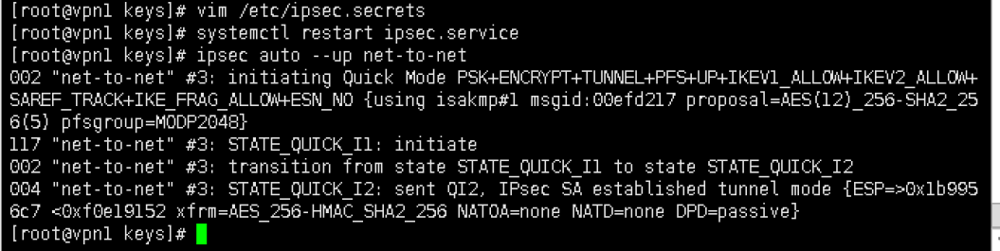 [root@vpn1 keys]# vim /etc/ipsec.secrets
[root@vpn1 keys]# systemctl restart ipsec.service
[root@vpn1 keys]# ipsec auto --up net-to-net
002 "net-to-net" #3: initiating Quick Mode PSK+ENCRYPT+TUNNEL+PFS+UP+IKEV1_ALLOW+IKEV2_ALLOW+
SAREF_TRACK+IKE_FRAG_ALLOW+ESN_NO {using isakmp#1 msgid:00efd217 proposal=AES(12)_256-SHA2_25
6(5) pfsgroup=MODP2048}
117 "net-to-net" #3: STATE_QUICK_I1: initiate
002 "net-to-net" #3: transition from state STATE_QUICK_I1 to state STATE_QUICK_I2
004 "net-to-net" #3: STATE_QUICK_I2: sent QI2, IPsec SA established tunnel mode {ESP=>0x1b995
6c7 <0xf0e19152 xfrm=AES_256-HMAC_SHA2_256 NATOA=none NATD=none DPD=passive}
[root@vpn1 keys]#